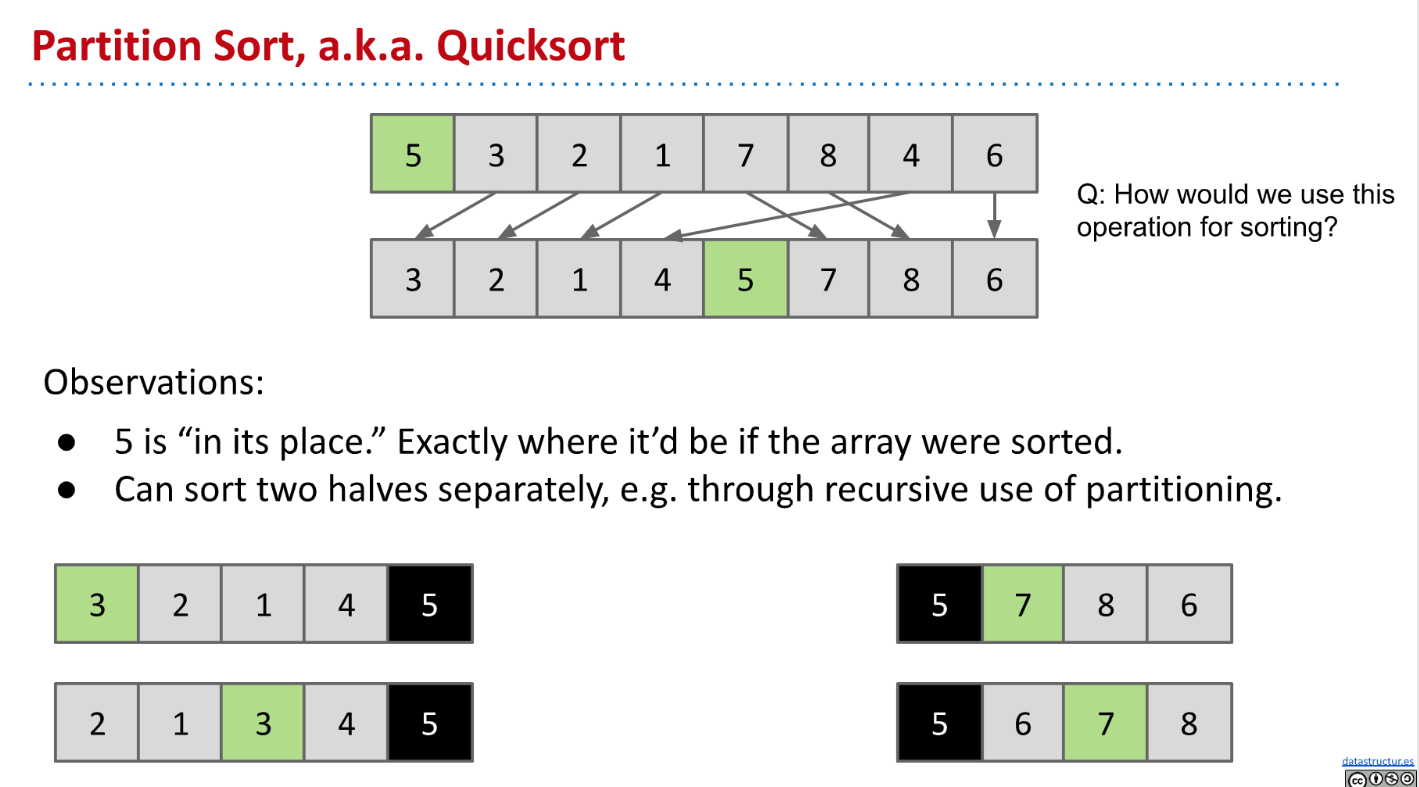 Partition Sort, a.k.a. Quicksort
5 3 2 1 7 8 4 6
Q: How would we use this
operation for sorting?
3 2 1 4 5 7 8 6
Observations:
● 5 is “in its place.” Exactly where it’d be if the array were sorted.
● Can sort two halves separately, e.g. through recursive use of partitioning.
3 2 1 4 5
5 7 8 6
2 1 3 4 5
5 6 7 8
datastructur.es
cc